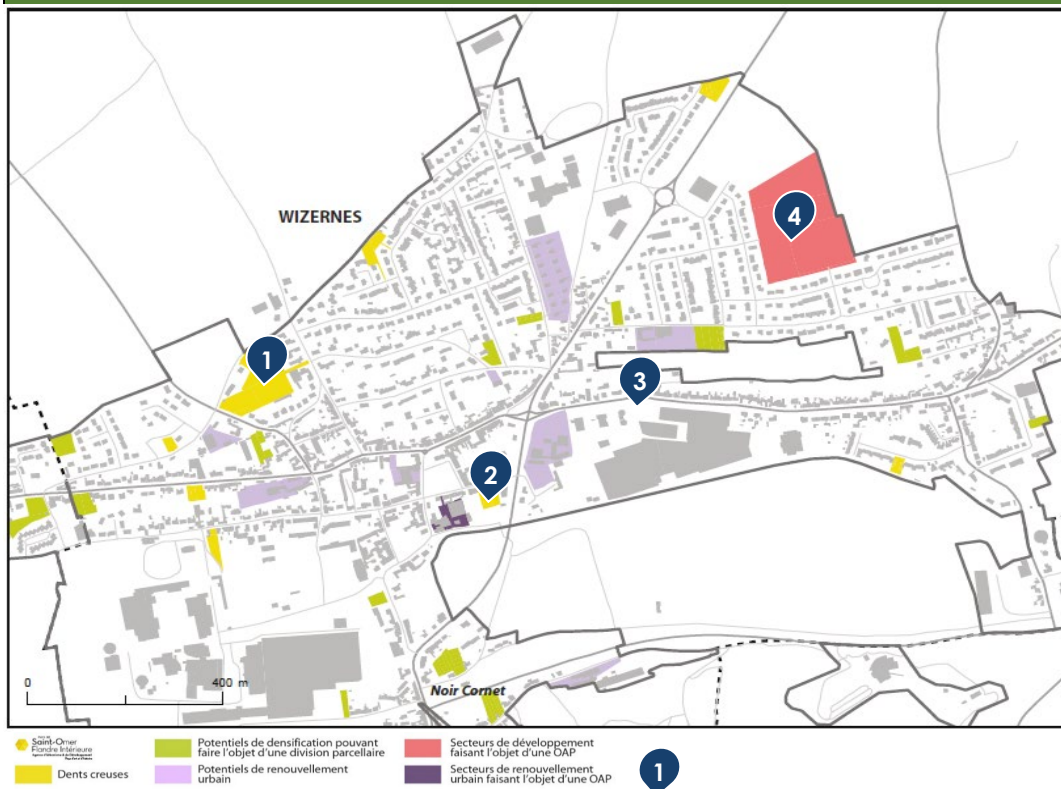 WIZERNES
4
1
3
2
0 400 m
Noir Cornet
Saint-Omer
Flandre Intérieure
Potentiels de densification pouvant
faire l'objet d'une division parcellaire
Secteurs de développement
faisant l'objet d'une OAP
Dents creuses
Potentiels de renouvellement
urbain
Secteurs de renouvellement
urbain faisant l'objet d'une OAP
1